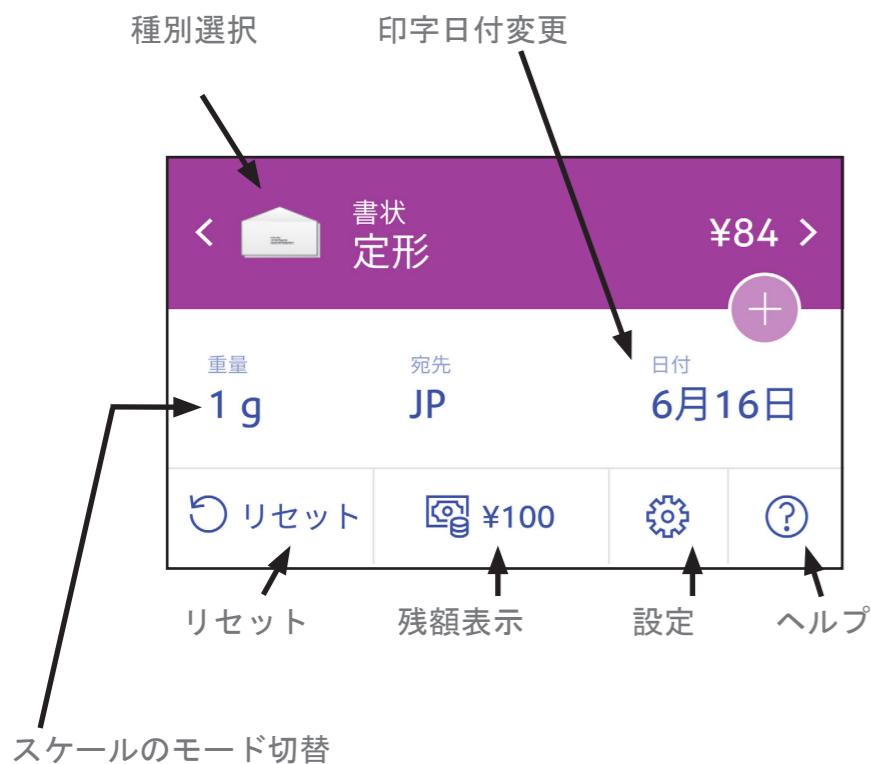 種別選択
印字日付変更
書状
定形
¥84
重量
宛先
日付
1 g
JP
6月16日
リセット
¥100
リセット
残額表示
設定
ヘルプ
スケールのモード切替